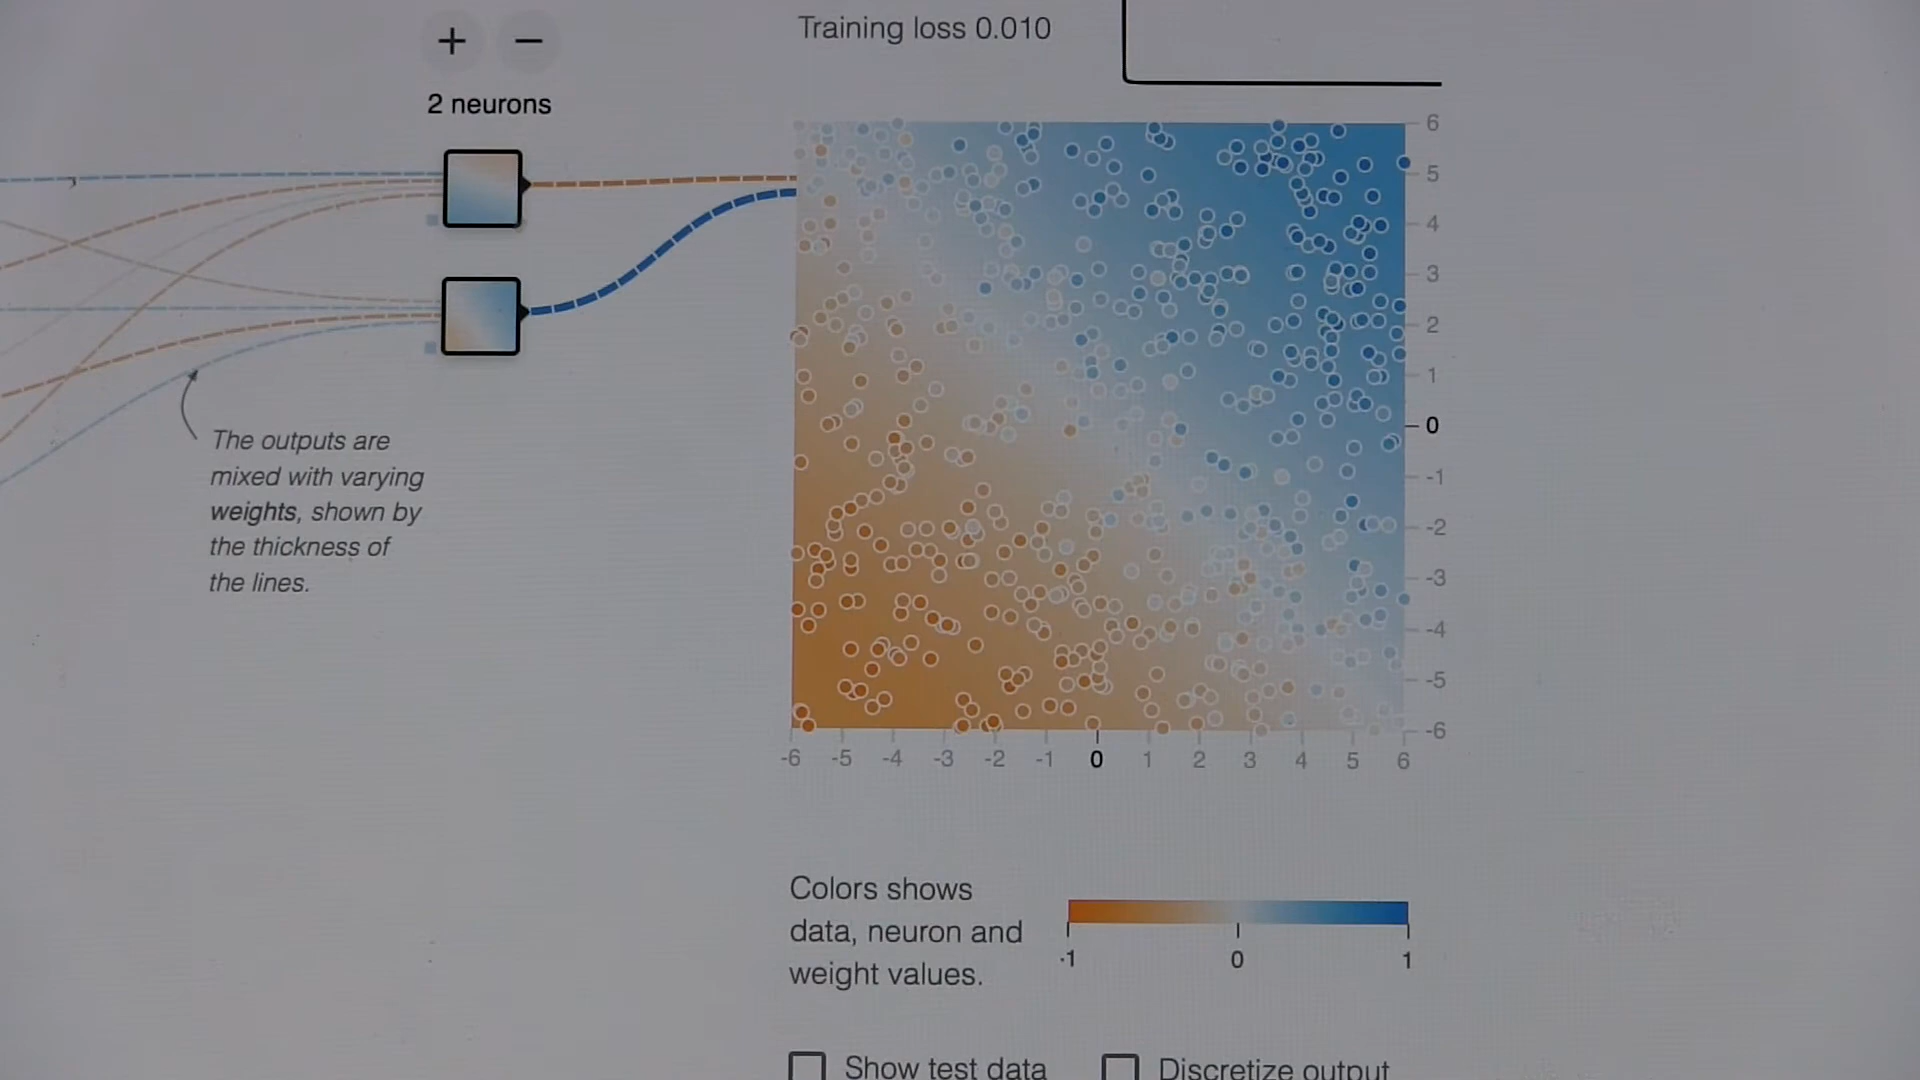 Training loss 0.010
+ −
2 neurons
6
5
4
3
2
1
0
-1
-2
-3
-4
-5
-6
-6 -5 -4 -3 -2 -1 0 1 2 3 4 5 6
The outputs are
mixed with varying
weights, shown by
the thickness of
the lines.
Colors shows
data, neuron and
weight values.
-1 0 1
Show test data
Discretize output